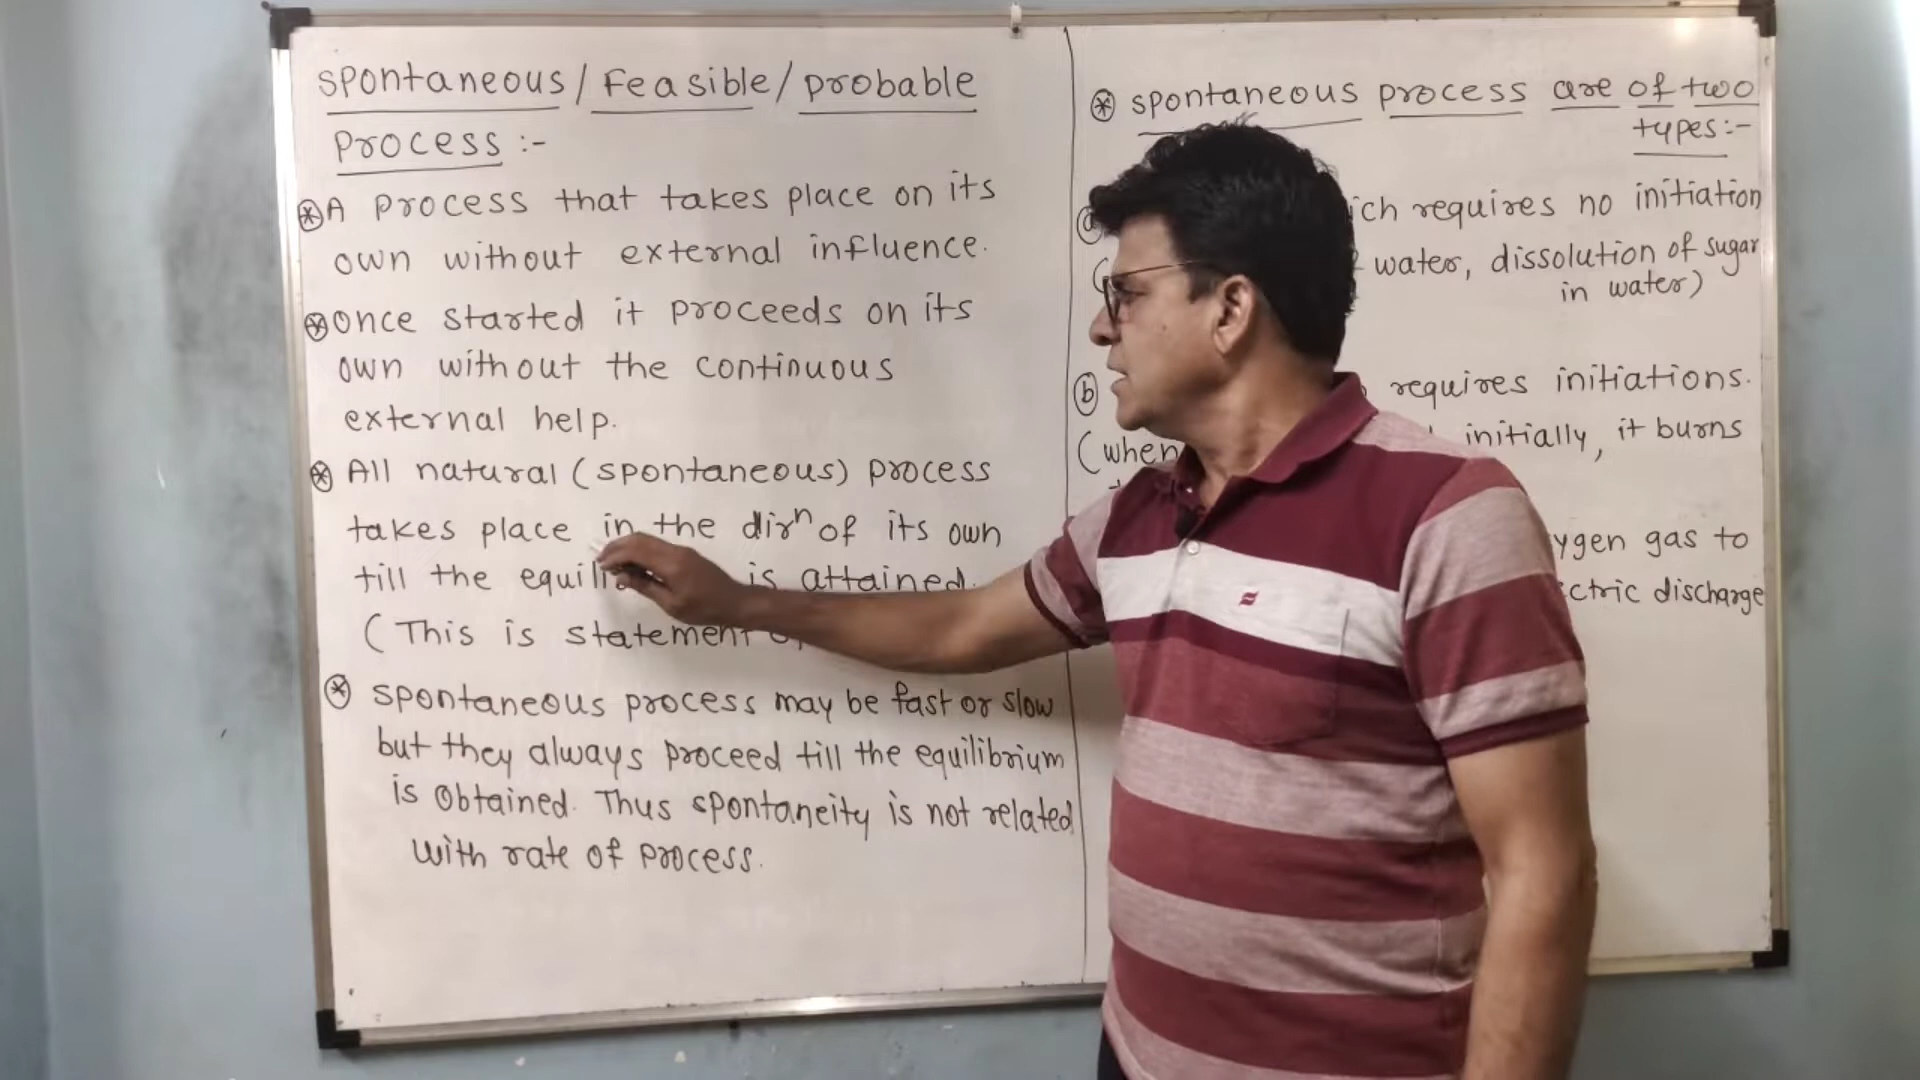 Spontaneous / Feasible / Probable
Process :-
⊛ A process that takes place on its
own without external influence.
⊛ once started it proceeds on its
own without the continuous
external help.
⊛ All natural (spontaneous) process
takes place in the dirⁿ of its own
till the is attained.
(This is statement
⊛ spontaneous process may be fast or slow
but they always proceed till the equilibrium
is obtained. Thus spontaneity is not related
with rate of process.
⊛ spontaneous process are of two
types:-
ⓐ requires no initiation
( water, dissolution of sugar
in water)
ⓑ requires initiations.
(when initially, it burns
gas to
discharge